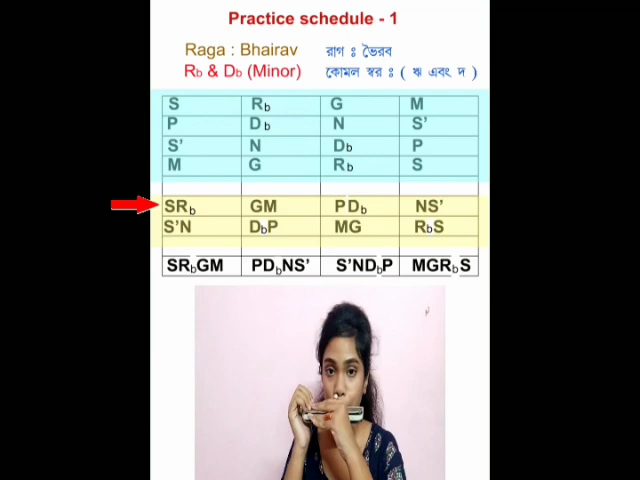 Practice schedule - 1
Raga : Bhairav রাগ ঃ ভৈরব
Rb & Db (Minor) কোমল স্বর ঃ ( ঋ এবং দ )
S Rb G M
P Db N S’
S’ N Db P
M G Rb S
SRb GM PDb NS’
S’N DbP MG RbS
SRbGM PDbNS’ S’NDbP MGRbS